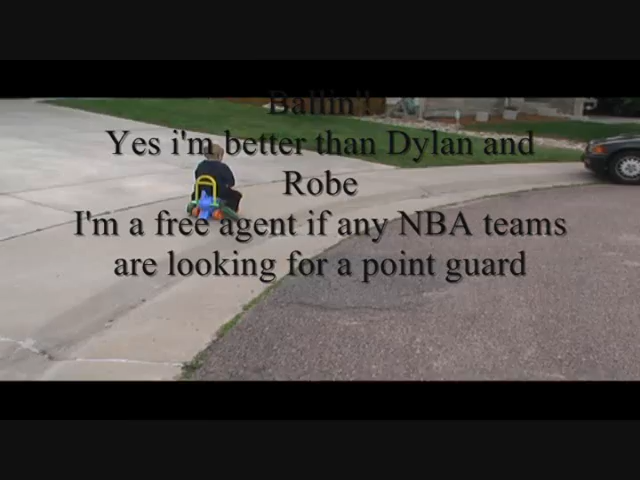 Ballin'!
Yes i'm better than Dylan and
Robe
I'm a free agent if any NBA teams
are looking for a point guard